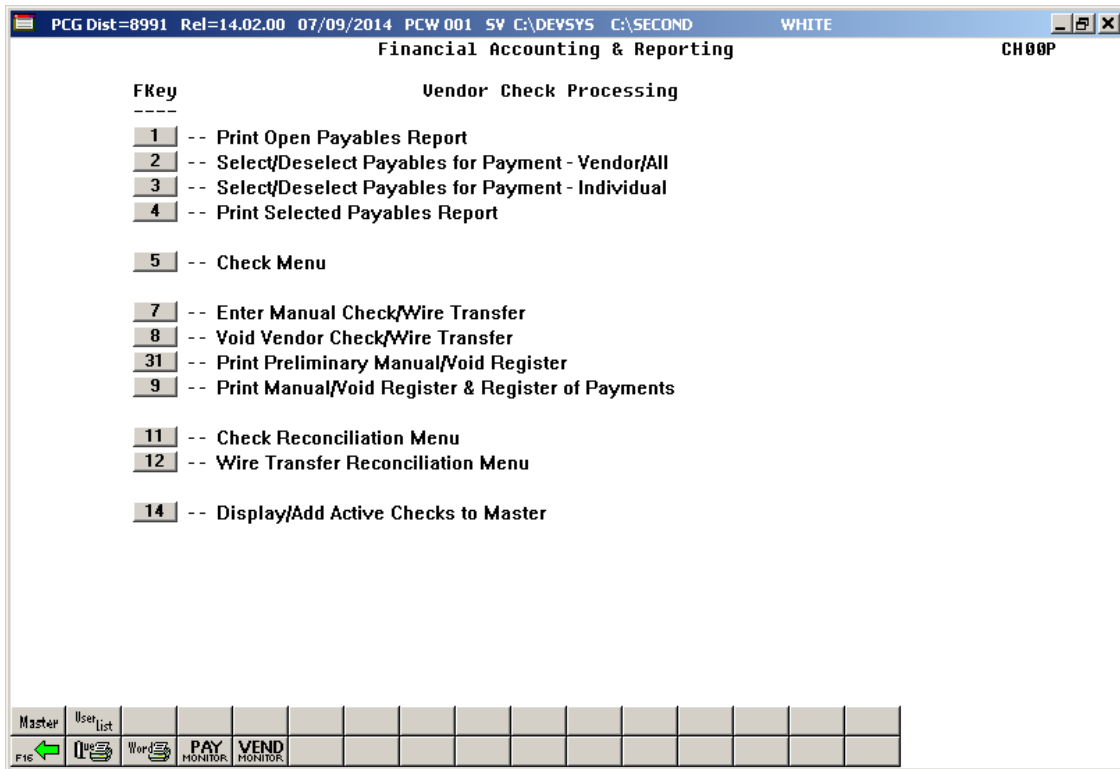 PCG Dist=8991 Rel=14.02.00 07/09/2014 PCW 001 SV C:\DEVSYS C:\SECOND WHITE
Financial Accounting & Reporting CH00P
FKey Vendor Check Processing
----
1 -- Print Open Payables Report
2 -- Select/Deselect Payables for Payment - Vendor/All
3 -- Select/Deselect Payables for Payment - Individual
4 -- Print Selected Payables Report
5 -- Check Menu
7 -- Enter Manual Check/Wire Transfer
8 -- Void Vendor Check/Wire Transfer
31 -- Print Preliminary Manual/Void Register
9 -- Print Manual/Void Register & Register of Payments
11 -- Check Reconciliation Menu
12 -- Wire Transfer Reconciliation Menu
14 -- Display/Add Active Checks to Master
Master User List
F16 Que Word PAY MONITOR VEND MONITOR